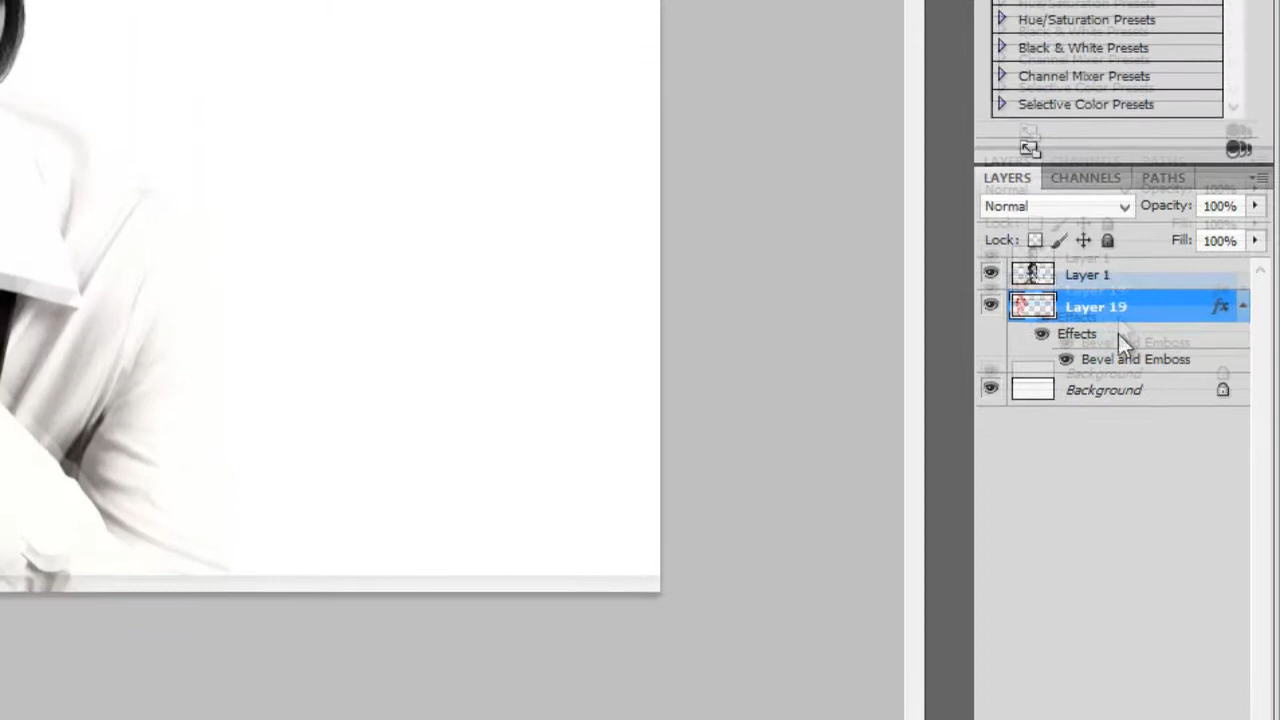 Hue/Saturation Presets
Black & White Presets
Channel Mixer Presets
Selective Color Presets
LAYERS CHANNELS PATHS
Normal Opacity: 100%
Lock: Fill: 100%
Layer 1
Layer 19 fx
Effects
Bevel and Emboss
Background